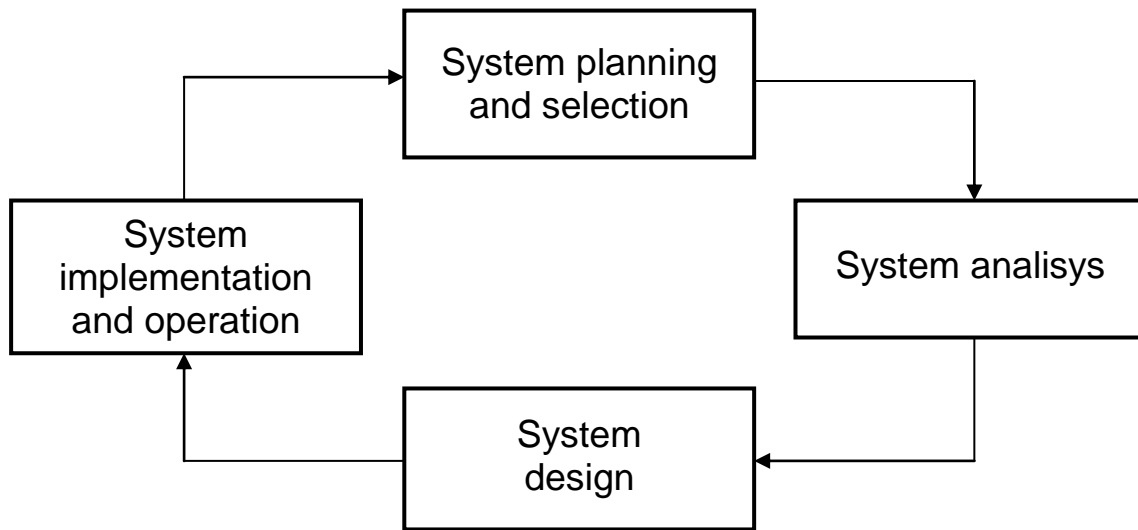 System planning
and selection
System
implementation
and operation
System analisys
System
design